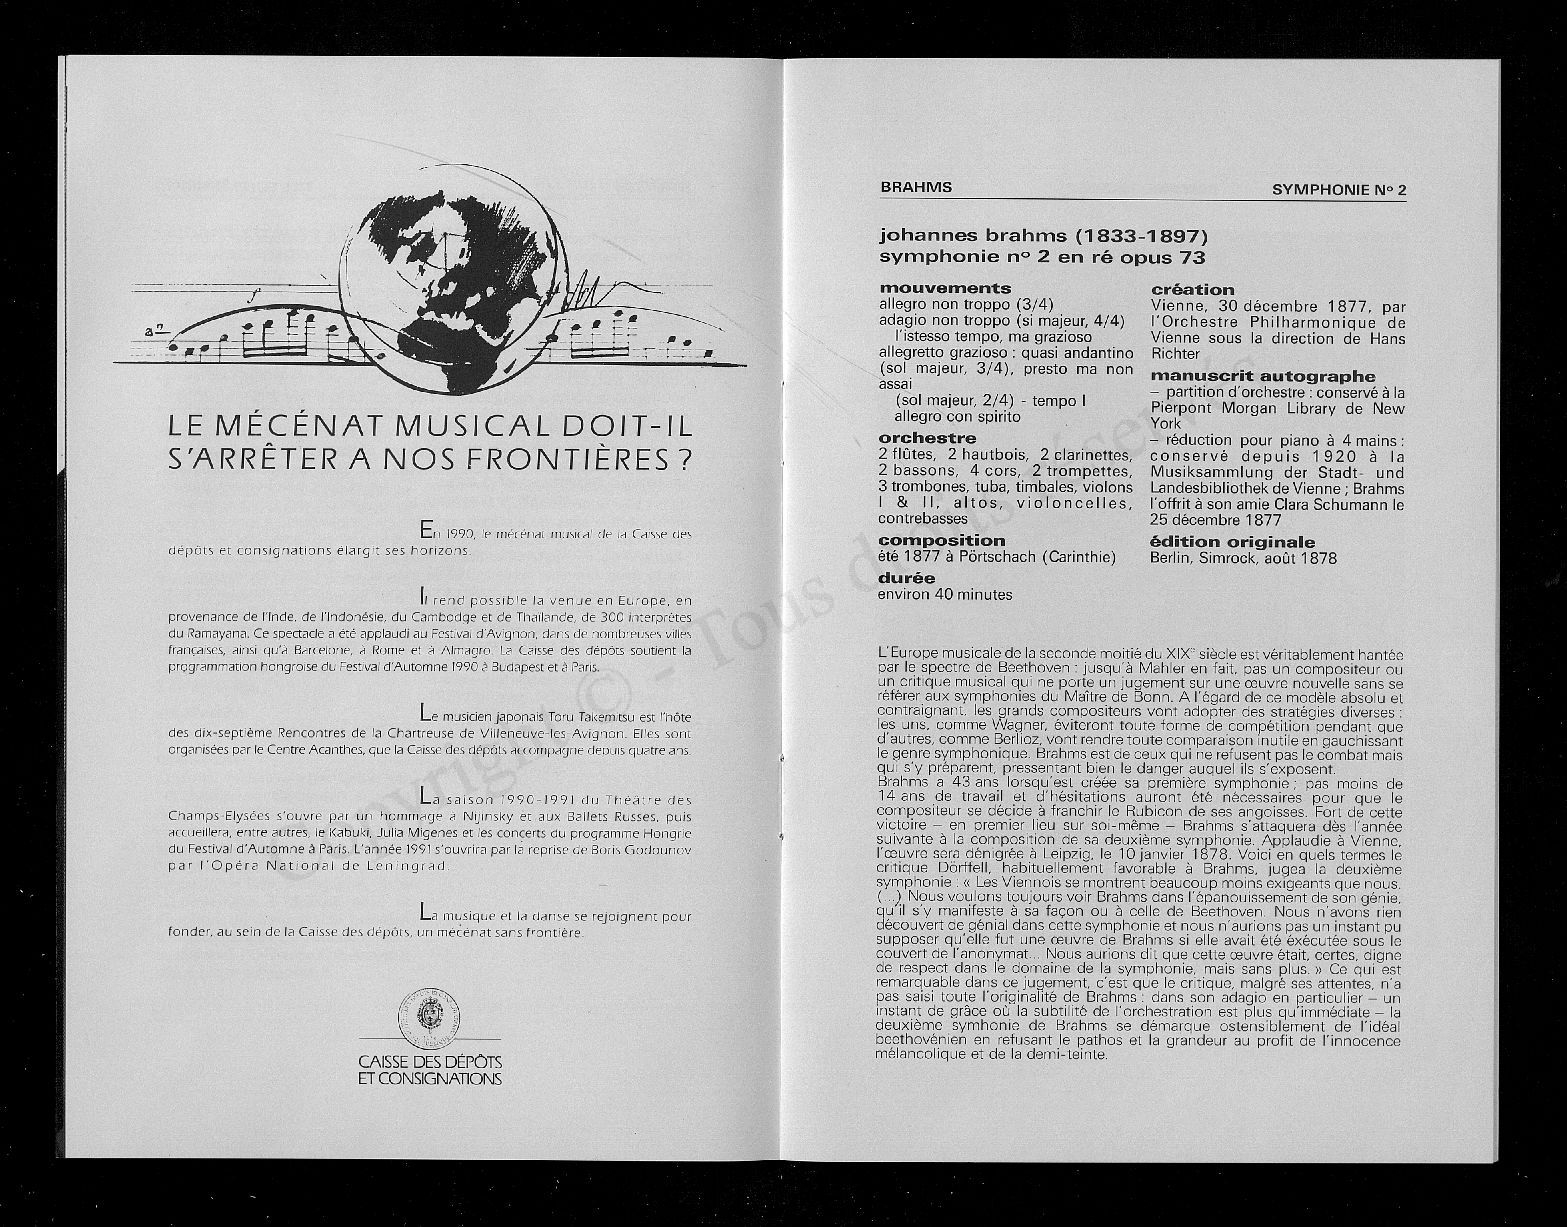 LE MÉCÉNAT MUSICAL DOIT-IL
S'ARRÊTER A NOS FRONTIÈRES ?
En 1990, le mécénat musical de la Caisse des
dépôts et consignations élargit ses horizons.
Il rend possible la venue en Europe, en
provenance de l'Inde, de l'Indonésie, du Cambodge et de Thaïlande, de 300 interprètes
du Ramayana. Ce spectacle a été applaudi au Festival d'Avignon, dans de nombreuses villes
françaises, ainsi qu'à Barcelone, à Rome et à Almagro. La Caisse des dépôts soutient la
programmation hongroise du Festival d'Automne 1990 à Budapest et à Paris.
Le musicien japonais Toru Takemitsu est l'hôte
des dix-septième Rencontres de la Chartreuse de Villeneuve-les Avignon. Elles sont
organisées par le Centre Acanthes, que la Caisse des dépôts accompagne depuis quatre ans.
La saison 1990-1991 du Théâtre des
Champs-Elysées s'ouvre par un hommage à Nijinsky et aux Ballets Russes, puis
accueillera, entre autres, le Kabuki, Julia Migenes et les concerts du programme Hongrie
du Festival d'Automne à Paris. L'année 1991 s'ouvrira par la reprise de Boris Godounov
par l'Opéra National de Leningrad.
La musique et la danse se rejoignent pour
fonder, au sein de la Caisse des dépôts, un mécénat sans frontière.
CAISSE DES DÉPÔTS
ET CONSIGNATIONS
BRAHMS SYMPHONIE Nº 2
johannes brahms (1833-1897)
symphonie nº 2 en ré opus 73
mouvements
allegro non troppo (3/4)
adagio non troppo (si majeur, 4/4)
l'istesso tempo, ma grazioso
allegretto grazioso : quasi andantino
(sol majeur, 3/4), presto ma non
assai
(sol majeur, 2/4) - tempo I
allegro con spirito
orchestre
2 flûtes, 2 hautbois, 2 clarinettes,
2 bassons, 4 cors, 2 trompettes,
3 trombones, tuba, timbales, violons
I & II, altos, violoncelles,
contrebasses
composition
été 1877 à Pörtschach (Carinthie)
durée
environ 40 minutes
création
Vienne, 30 décembre 1877, par
l'Orchestre Philharmonique de
Vienne sous la direction de Hans
Richter
manuscrit autographe
– partition d'orchestre : conservé à la
Pierpont Morgan Library de New
York
– réduction pour piano à 4 mains :
conservé depuis 1920 à la
Musiksammlung der Stadt- und
Landesbibliothek de Vienne ; Brahms
l'offrit à son amie Clara Schumann le
25 décembre 1877
édition originale
Berlin, Simrock, août 1878
L'Europe musicale de la seconde moitié du XIXe siècle est véritablement hantée
par le spectre de Beethoven : jusqu'à Mahler en fait, pas un compositeur ou
un critique musical qui ne porte un jugement sur une œuvre nouvelle sans se
référer aux symphonies du Maître de Bonn. A l'égard de ce modèle absolu et
contraignant, les grands compositeurs vont adopter des stratégies diverses :
les uns, comme Wagner, éviteront toute forme de compétition pendant que
d'autres, comme Berlioz, vont rendre toute comparaison inutile en gauchissant
le genre symphonique. Brahms est de ceux qui ne refusent pas le combat mais
qui s'y préparent, pressentant bien le danger auquel ils s'exposent.
Brahms a 43 ans lorsqu'est créée sa première symphonie ; pas moins de
14 ans de travail et d'hésitations auront été nécessaires pour que le
compositeur se décide à franchir le Rubicon de ses angoisses. Fort de cette
victoire – en premier lieu sur soi-même – Brahms s'attaquera dès l'année
suivante à la composition de sa deuxième symphonie. Applaudie à Vienne,
l'œuvre sera dénigrée à Leipzig, le 10 janvier 1878. Voici en quels termes le
critique Dörffell, habituellement favorable à Brahms, jugea la deuxième
symphonie : « Les Viennois se montrent beaucoup moins exigeants que nous.
(...) Nous voulons toujours voir Brahms dans l'épanouissement de son génie,
qu'il s'y manifeste à sa façon ou à celle de Beethoven. Nous n'avons rien
découvert de génial dans cette symphonie et nous n'aurions pas un instant pu
supposer qu'elle fut une œuvre de Brahms si elle avait été éxécutée sous le
couvert de l'anonymat... Nous aurions dit que cette œuvre était, certes, digne
de respect dans le domaine de la symphonie, mais sans plus. » Ce qui est
remarquable dans ce jugement, c'est que le critique, malgré ses attentes, n'a
pas saisi toute l'originalité de Brahms : dans son adagio en particulier – un
instant de grâce où la subtilité de l'orchestration est plus qu'immédiate – la
deuxième symhonie de Brahms se démarque ostensiblement de l'idéal
beethovénien en refusant le pathos et la grandeur au profit de l'innocence
mélancolique et de la demi-teinte.
Copyright © - Tous droits réservés